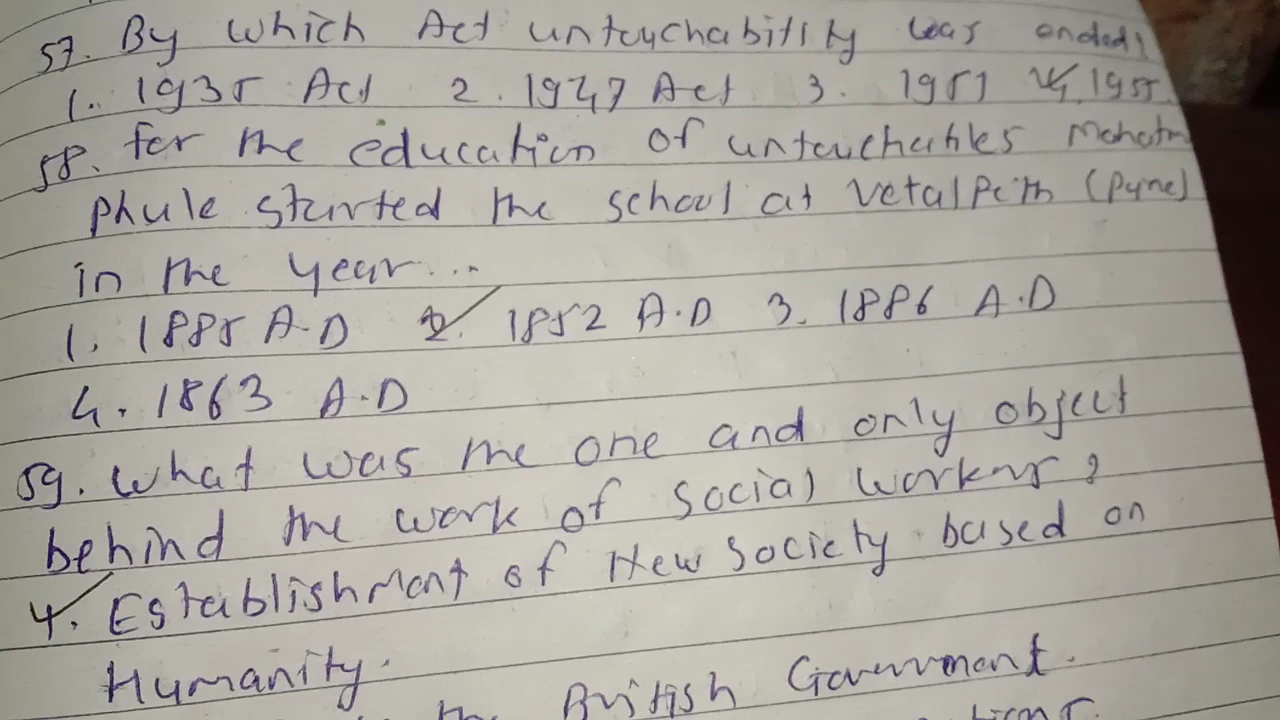 57. By which Act untouchability was ended?
1. 1935 Act 2. 1947 Act 3. 1951 4. 1955
58. for the education of untouchables Mahatm
Phule started the school at Vetalpeth (Pune)
in the year...
1. 1885 A.D 2. 1852 A.D 3. 1886 A.D
4. 1863 A.D
59. What was the one and only object
behind the work of social workers?
4. Establishment of New Society based on
Humanity.
the British Government.